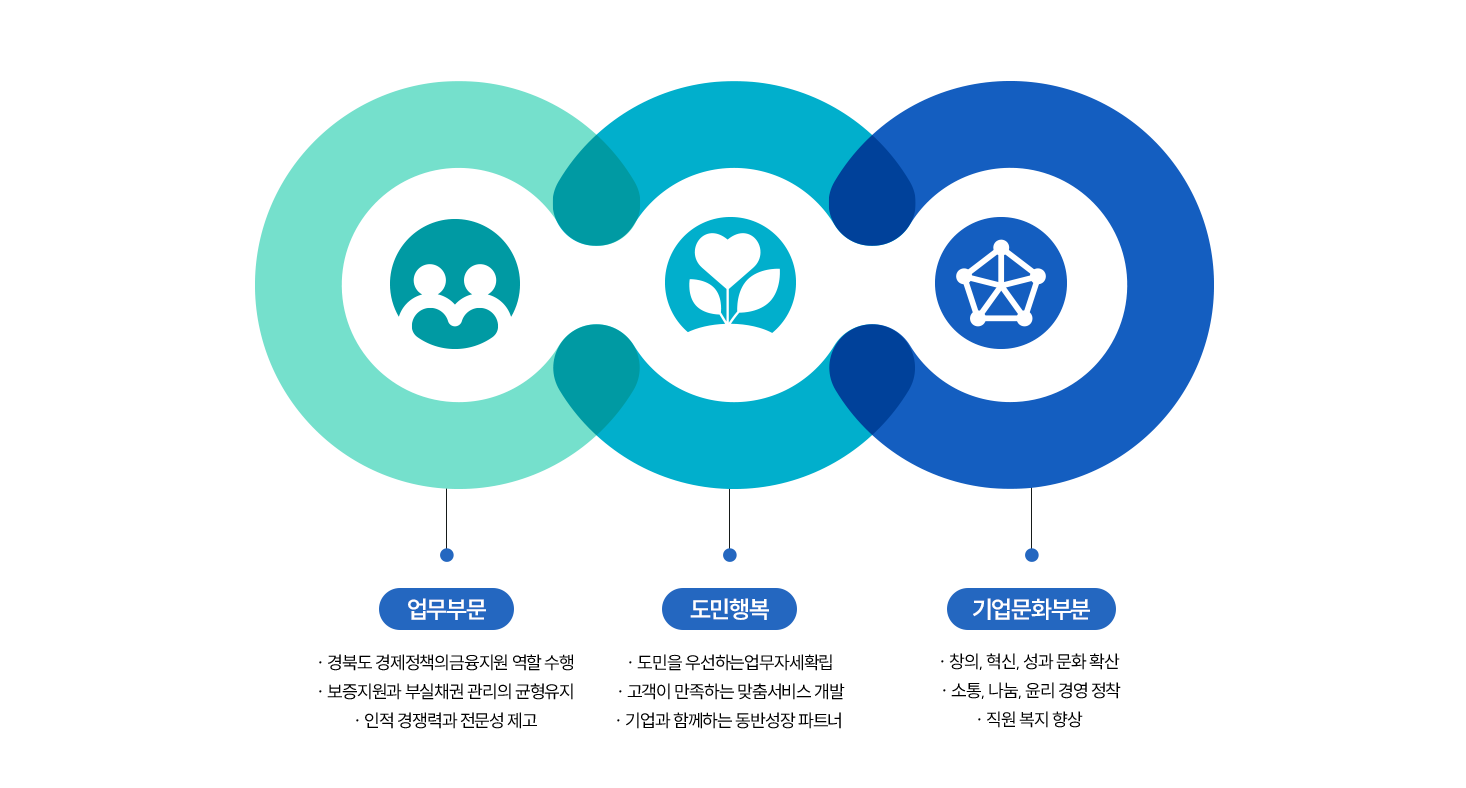 업무부문
· 경북도 경제정책의금융지원 역할 수행
· 보증지원과 부실채권 관리의 균형유지
· 인적 경쟁력과 전문성 제고
도민행복
· 도민을 우선하는업무자세확립
· 고객이 만족하는 맞춤서비스 개발
· 기업과 함께하는 동반성장 파트너
기업문화부분
· 창의, 혁신, 성과 문화 확산
· 소통, 나눔, 윤리 경영 정착
· 직원 복지 향상